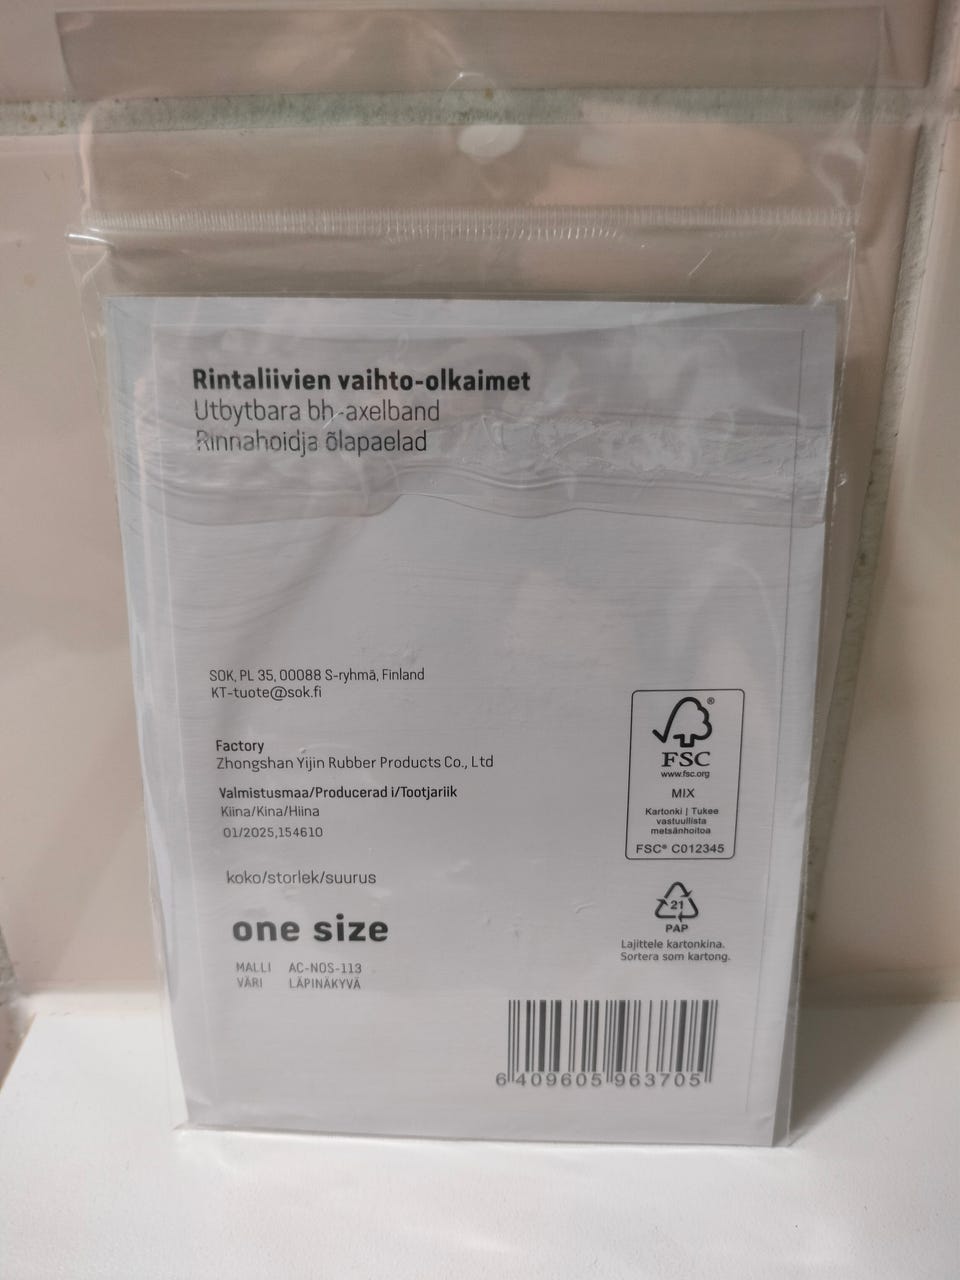 Rintaliivien vaihto-olkaimet
Utbytbara bh-axelband
Rinnahoidja õlapaelad
SOK, PL 35, 00088 S-ryhmä, Finland
KT-tuote@sok.fi
Factory
Zhongshan Yijin Rubber Products Co., Ltd
Valmistusmaa/Producerad i/Tootjariik
Kiina/Kina/Hiina
01/2025,154610
koko/storlek/suurus
one size
MALLI AC-NOS-113
VÄRI LÄPINÄKYVÄ
®
FSC
www.fsc.org
MIX
Kartonki | Tukee
vastuullista
metsänhoitoa
FSC® C012345
21
PAP
Lajittele kartonkina.
Sortera som kartong.
6 409605 963705